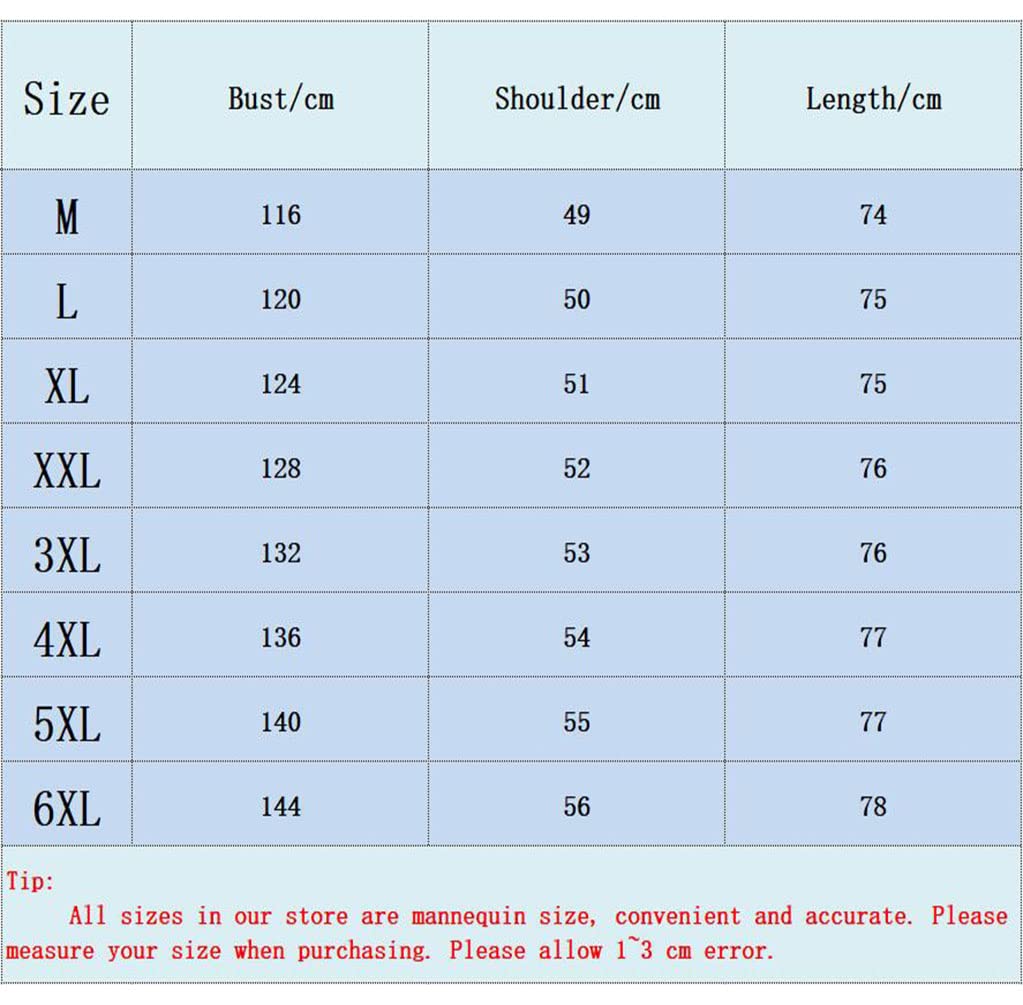 Size Bust/cm Shoulder/cm Length/cm
M 116 49 74
L 120 50 75
XL 124 51 75
XXL 128 52 76
3XL 132 53 76
4XL 136 54 77
5XL 140 55 77
6XL 144 56 78
Tip:
All sizes in our store are mannequin size, convenient and accurate. Please
measure your size when purchasing. Please allow 1~3 cm error.